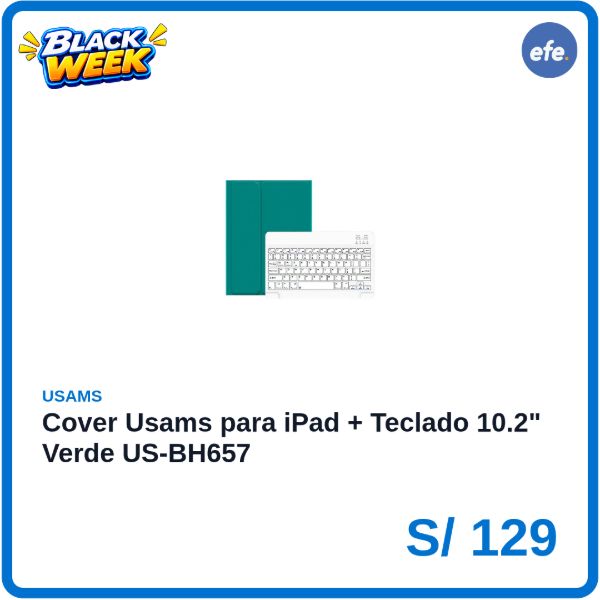 BLACK
WEEK
efe.
USAMS
Cover Usams para iPad + Teclado 10.2"
Verde US-BH657
S/ 129